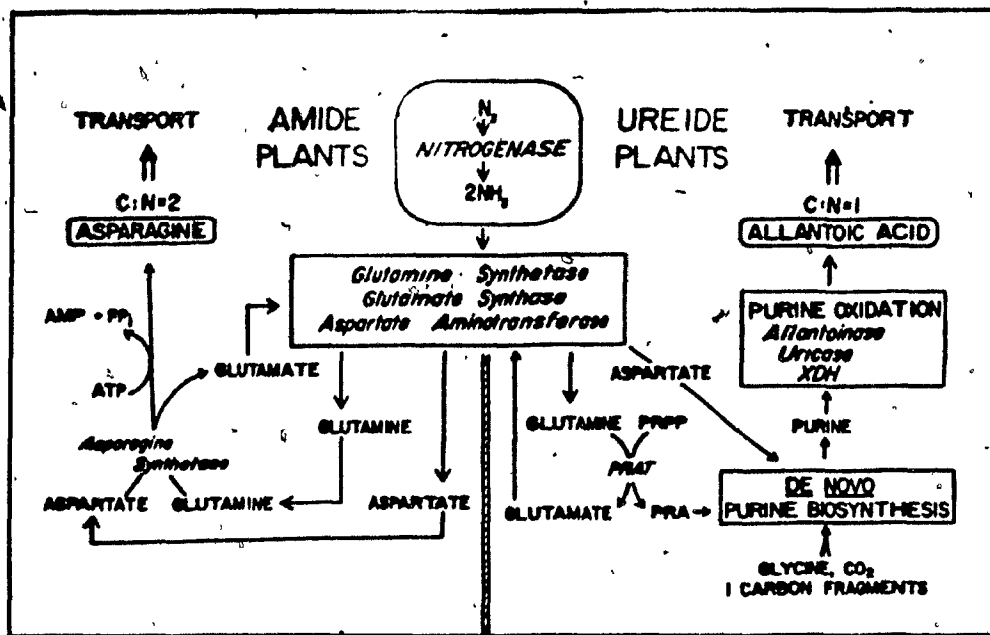 TRANSPORT
C:N=2
ASPARAGINE
AMIDE
PLANTS
N₂
NITROGENASE
2NH₃
UREIDE
PLANTS
TRANSPORT
C:N=1
ALLANTOIC ACID
Glutamine Synthetase
Glutamate Synthase
Aspartate Aminotransferase
AMP + PPi
ATP
GLUTAMATE
GLUTAMINE
Asparagine
Synthetase
ASPARTATE
GLUTAMINE
ASPARTATE
ASPARTATE
GLUTAMINE PRPP
PRAT
GLUTAMATE
PRA
PURINE OXIDATION
Allantoinase
Uricase
XDH
PURINE
DE NOVO
PURINE BIOSYNTHESIS
GLYCINE, CO₂
1 CARBON FRAGMENTS